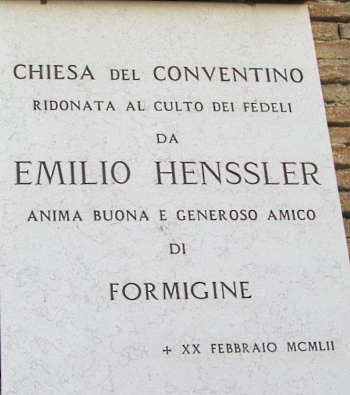 CHIESA DEL CONVENTINO
RIDONATA AL CULTO DEI FEDELI
DA
EMILIO HENSSLER
ANIMA BUONA E GENEROSO AMICO
DI
FORMIGINE
+ XX FEBBRAIO MCMLII